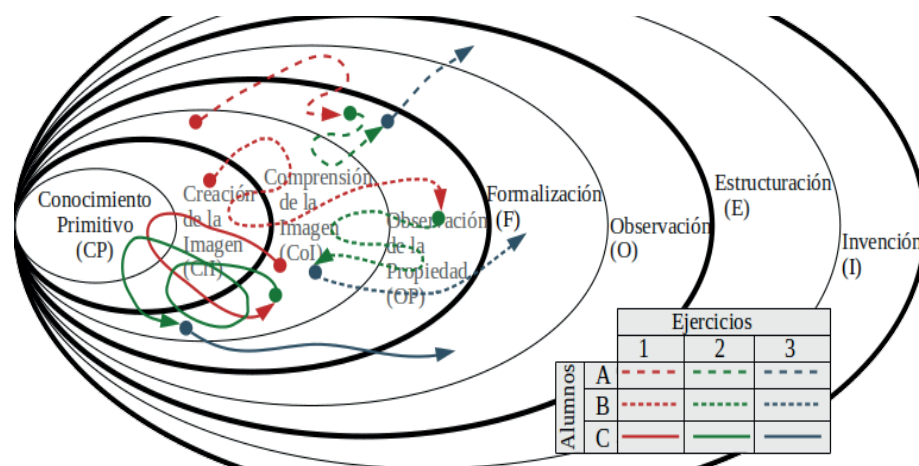 Conocimiento
Primitivo
(CP)
Creación
de la
Imagen
(CrI)
Comprensión
de la
Imagen
(CoI)
Observación
de la
Propiedad
(OP)
Formalización
(F)
Observación
(O)
Estructuración
(E)
Invención
(I)
Ejercicios
1 2 3
Alumnos
A
B
C